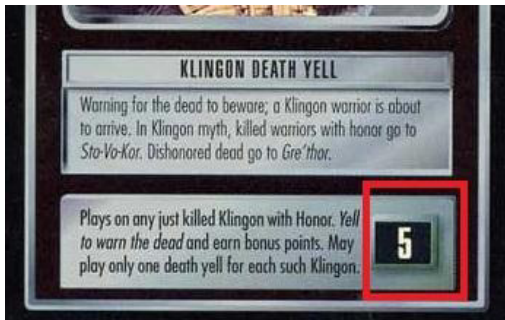 KLINGON DEATH YELL
Warning for the dead to beware; a Klingon warrior is about
to arrive. In Klingon myth, killed warriors with honor go to
Sto-Vo-Kor. Dishonored dead go to Gre'thor.
Plays on any just killed Klingon with Honor. Yell
to warn the dead and earn bonus points. May
play only one death yell for each such Klingon.
5